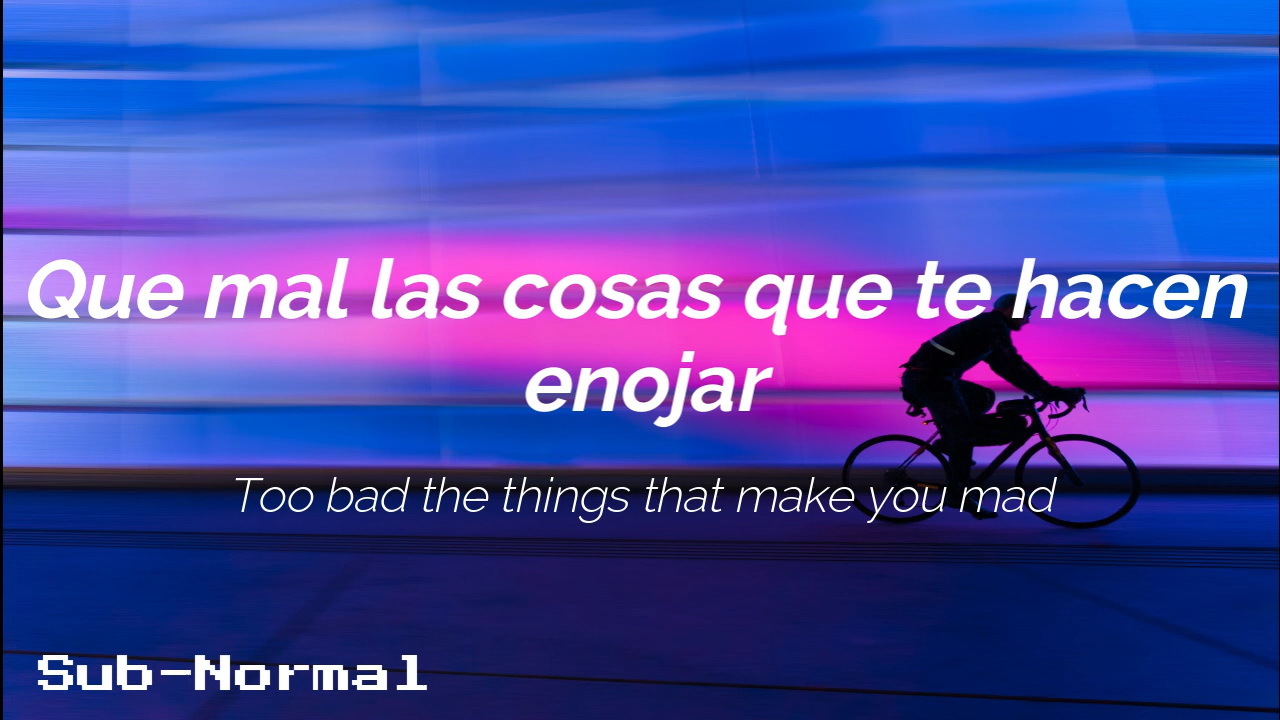 Que mal las cosas que te hacen
enojar
Too bad the things that make you mad
Sub-Normal